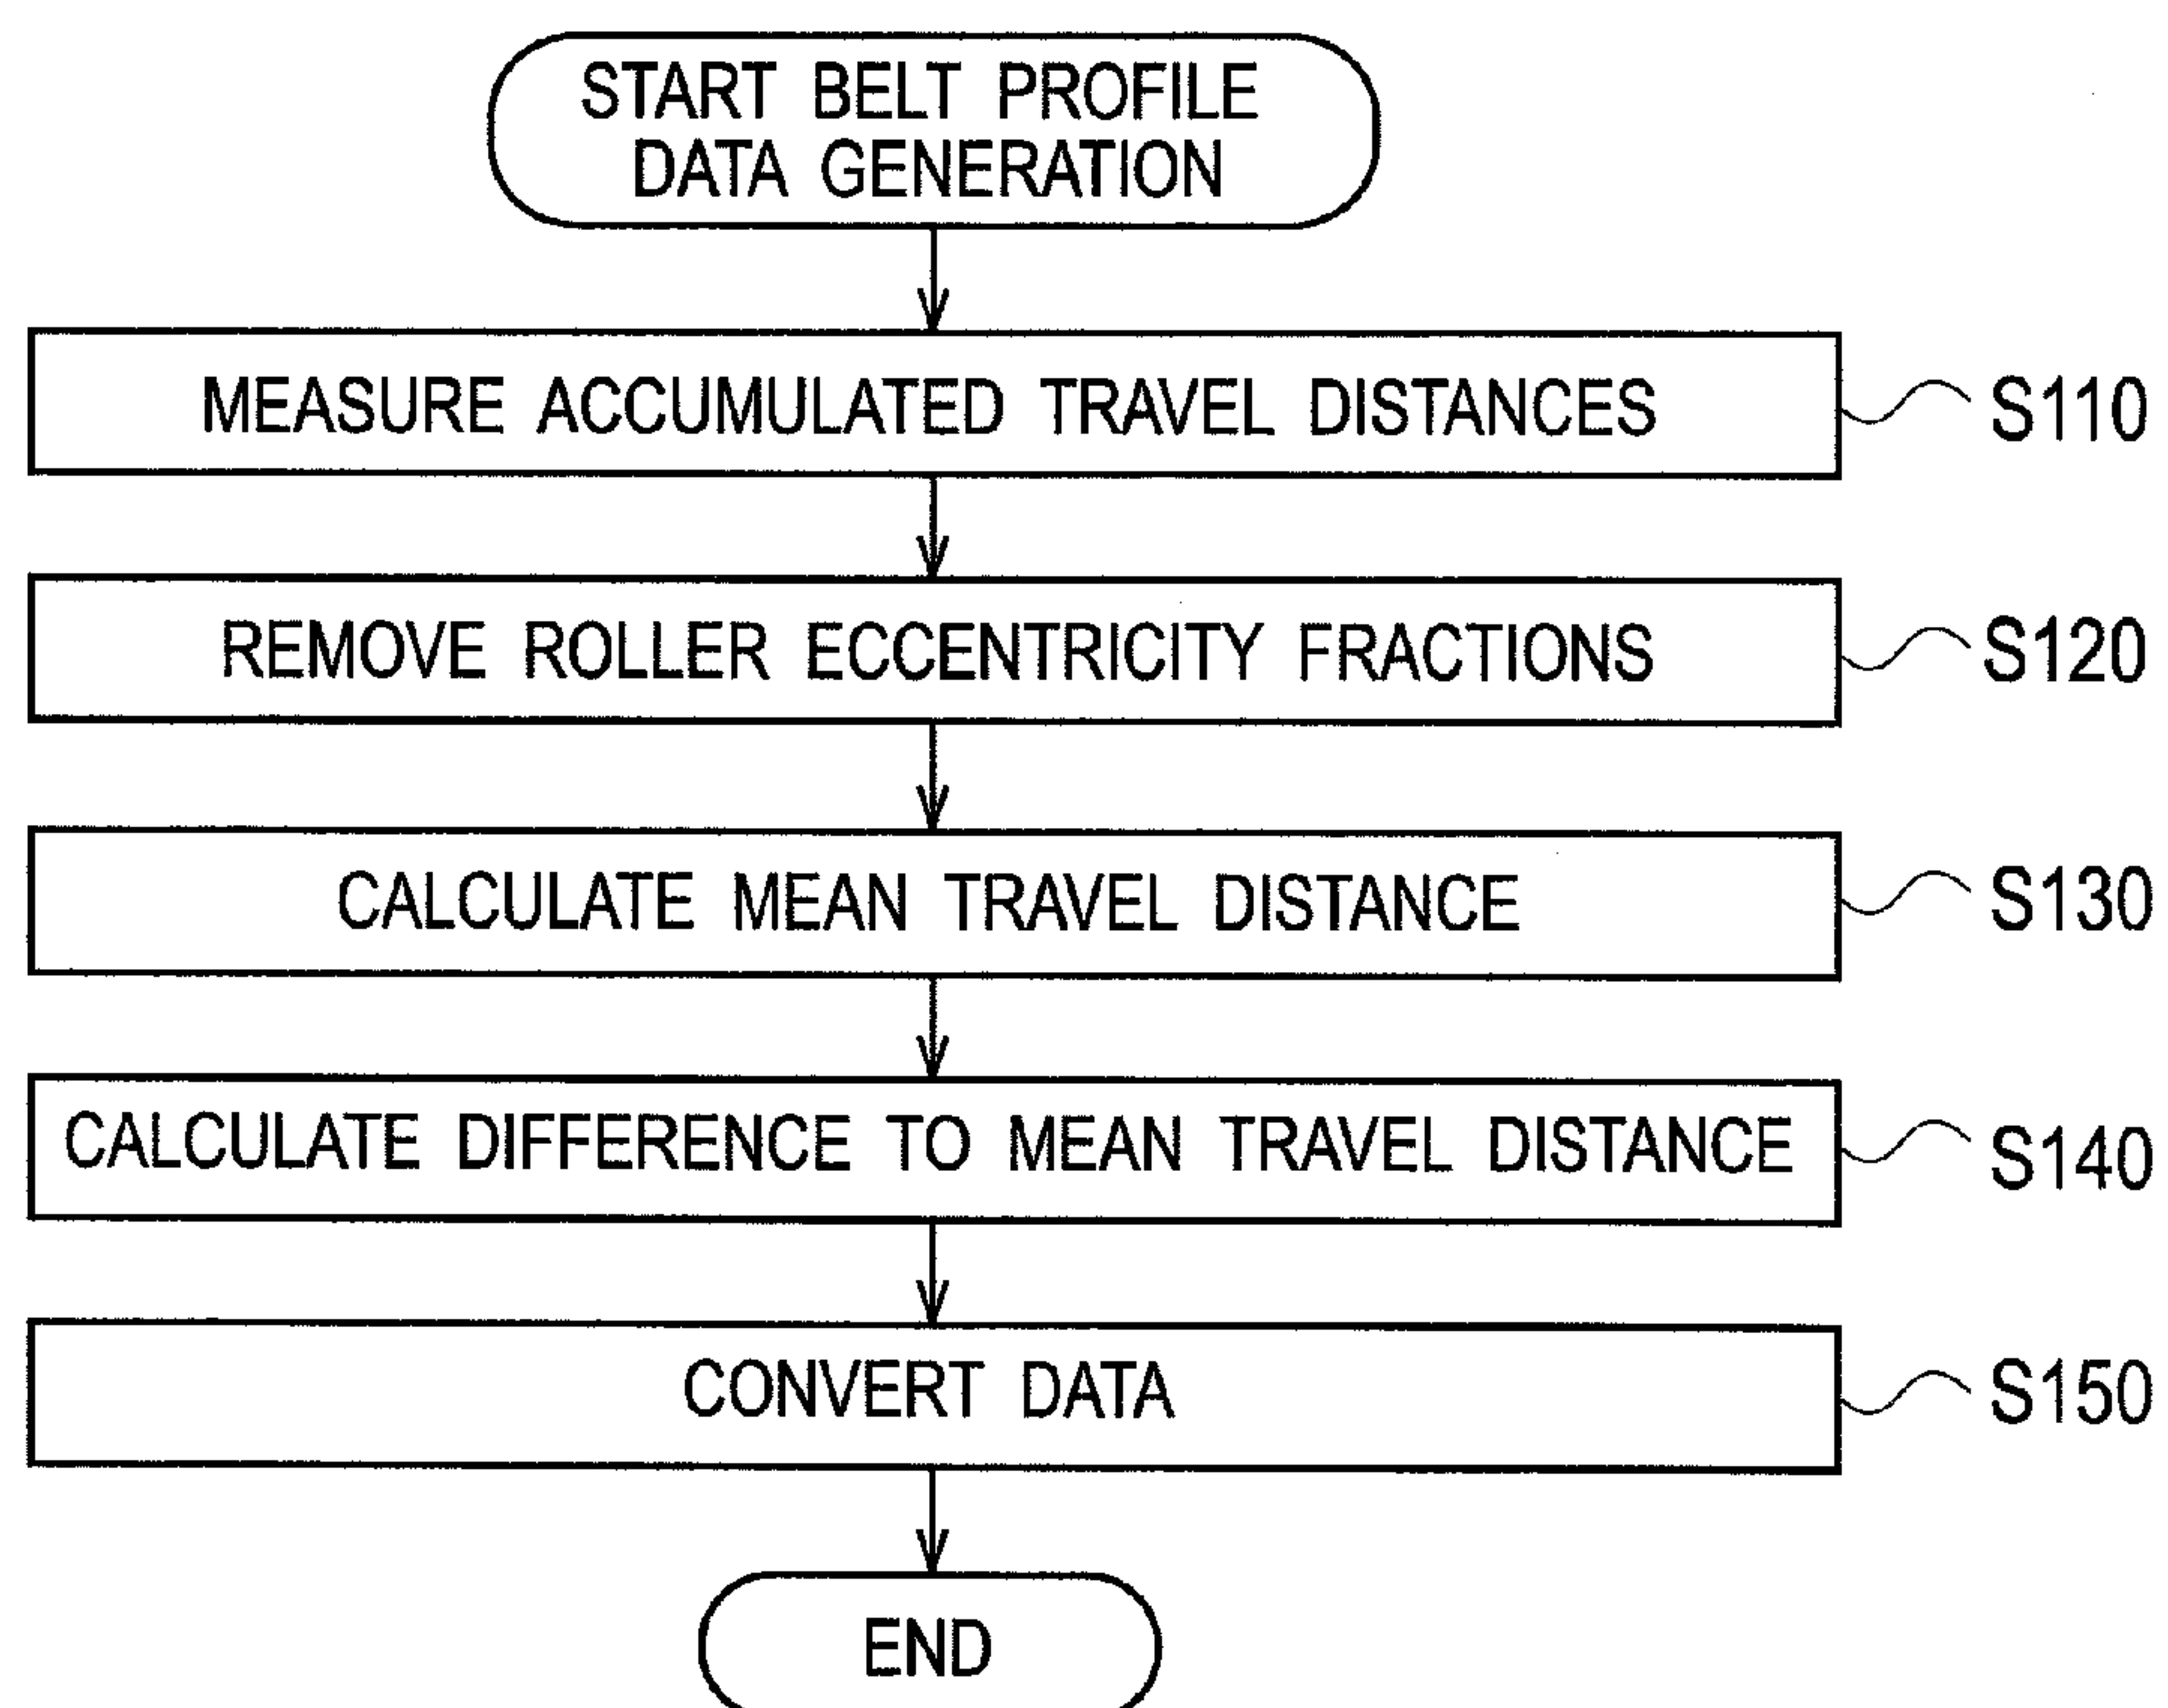 START BELT PROFILE
DATA GENERATION
MEASURE ACCUMULATED TRAVEL DISTANCES
S110
REMOVE ROLLER ECCENTRICITY FRACTIONS
S120
CALCULATE MEAN TRAVEL DISTANCE
S130
CALCULATE DIFFERENCE TO MEAN TRAVEL DISTANCE
S140
CONVERT DATA
S150
END